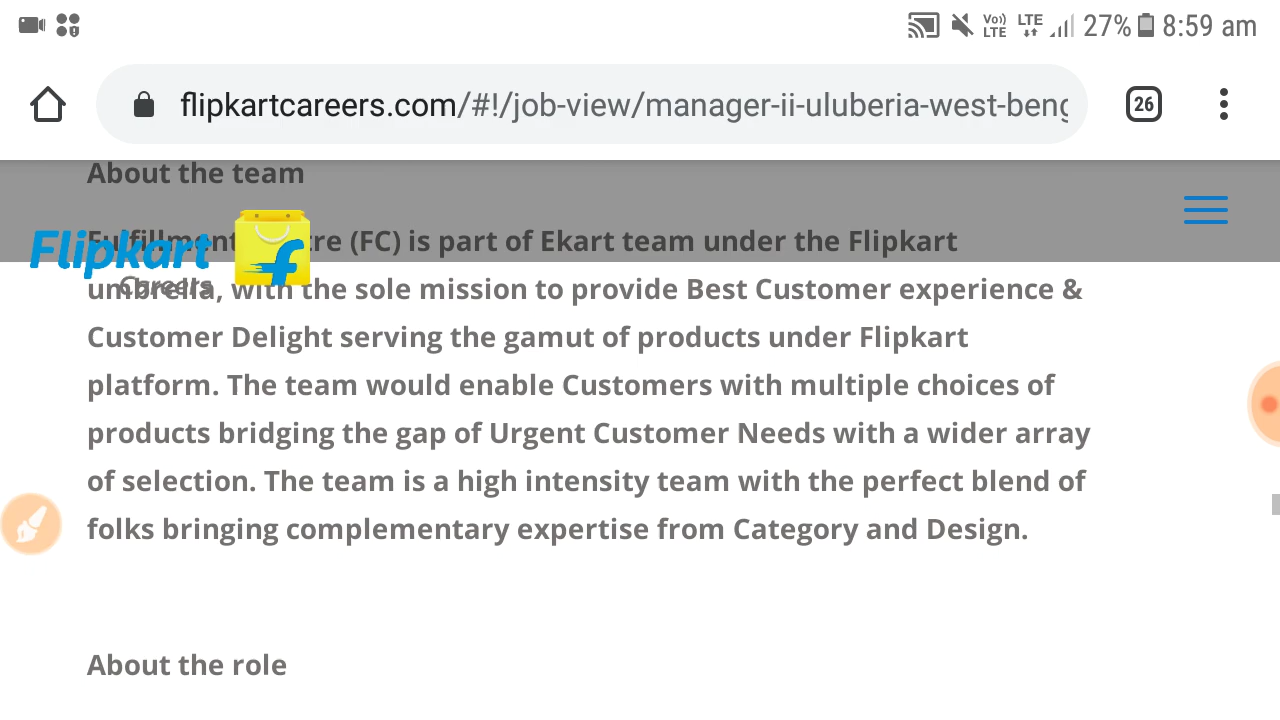 Vo)) LTE LTE 27% 8:59 am
flipkartcareers.com/#!/job-view/manager-ii-uluberia-west-beng
26
About the team
Flipkart
Careers
Fulfillment Centre (FC) is part of Ekart team under the Flipkart
umbrella, with the sole mission to provide Best Customer experience &
Customer Delight serving the gamut of products under Flipkart
platform. The team would enable Customers with multiple choices of
products bridging the gap of Urgent Customer Needs with a wider array
of selection. The team is a high intensity team with the perfect blend of
folks bringing complementary expertise from Category and Design.
About the role